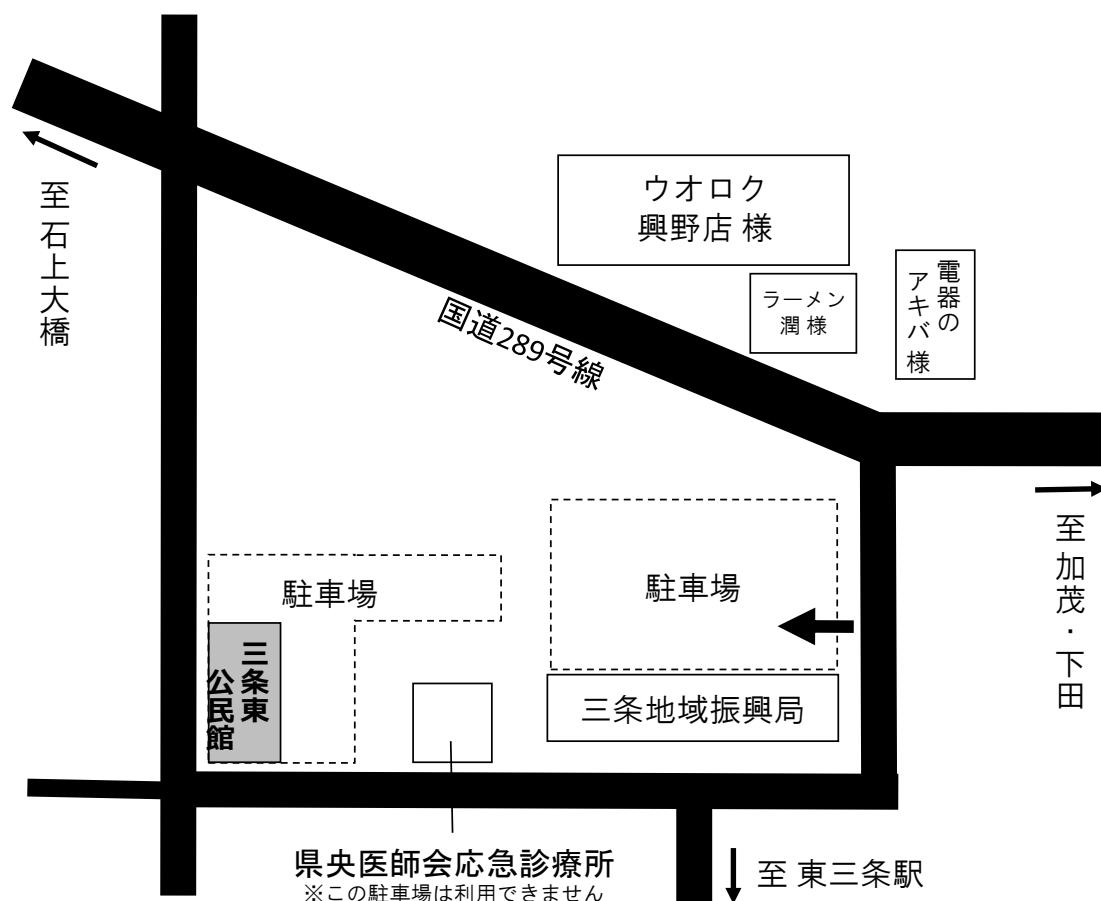 至 石上大橋
ウオロク
興野店 様
ラーメン
潤 様
電器の
アキバ 様
国道289号線
至 加茂・下田
駐車場
駐車場
三条東
公民館
三条地域振興局
県央医師会応急診療所
※この駐車場は利用できません
至 東三条駅